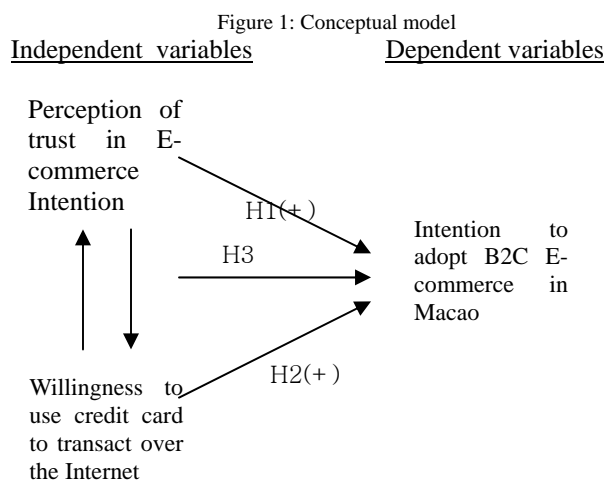 Figure 1: Conceptual model
Independent variables
Dependent variables
Perception of
trust in E-
commerce
Intention
H1(+)
H3
Intention to
adopt B2C E-
commerce in
Macao
H2(+)
Willingness to
use credit card
to transact over
the Internet